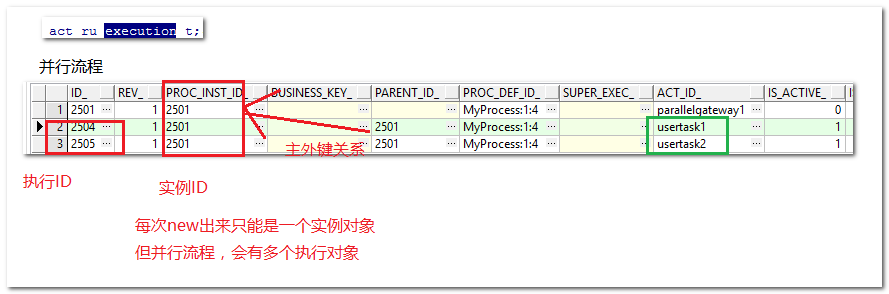 act ru execution t;
并行流程
ID_ REV_ PROC_INST_ID_ BUSINESS_KEY_ PARENT_ID_ PROC_DEF_ID_ SUPER_EXEC_ ACT_ID_ IS_ACTIVE_
1 2501 ··· 1 2501 ··· ··· ··· MyProcess:1:4 ··· ··· parallelgateway1 ··· 0
2 2504 ··· 1 2501 ··· ··· 2501 ··· MyProcess:1:4 ··· ··· usertask1 ··· 1
3 2505 ··· 1 2501 ··· ··· 2501 ··· MyProcess:1:4 ··· ··· usertask2 ··· 1
主外键关系
执行ID
实例ID
每次new出来只能是一个实例对象
但并行流程，会有多个执行对象